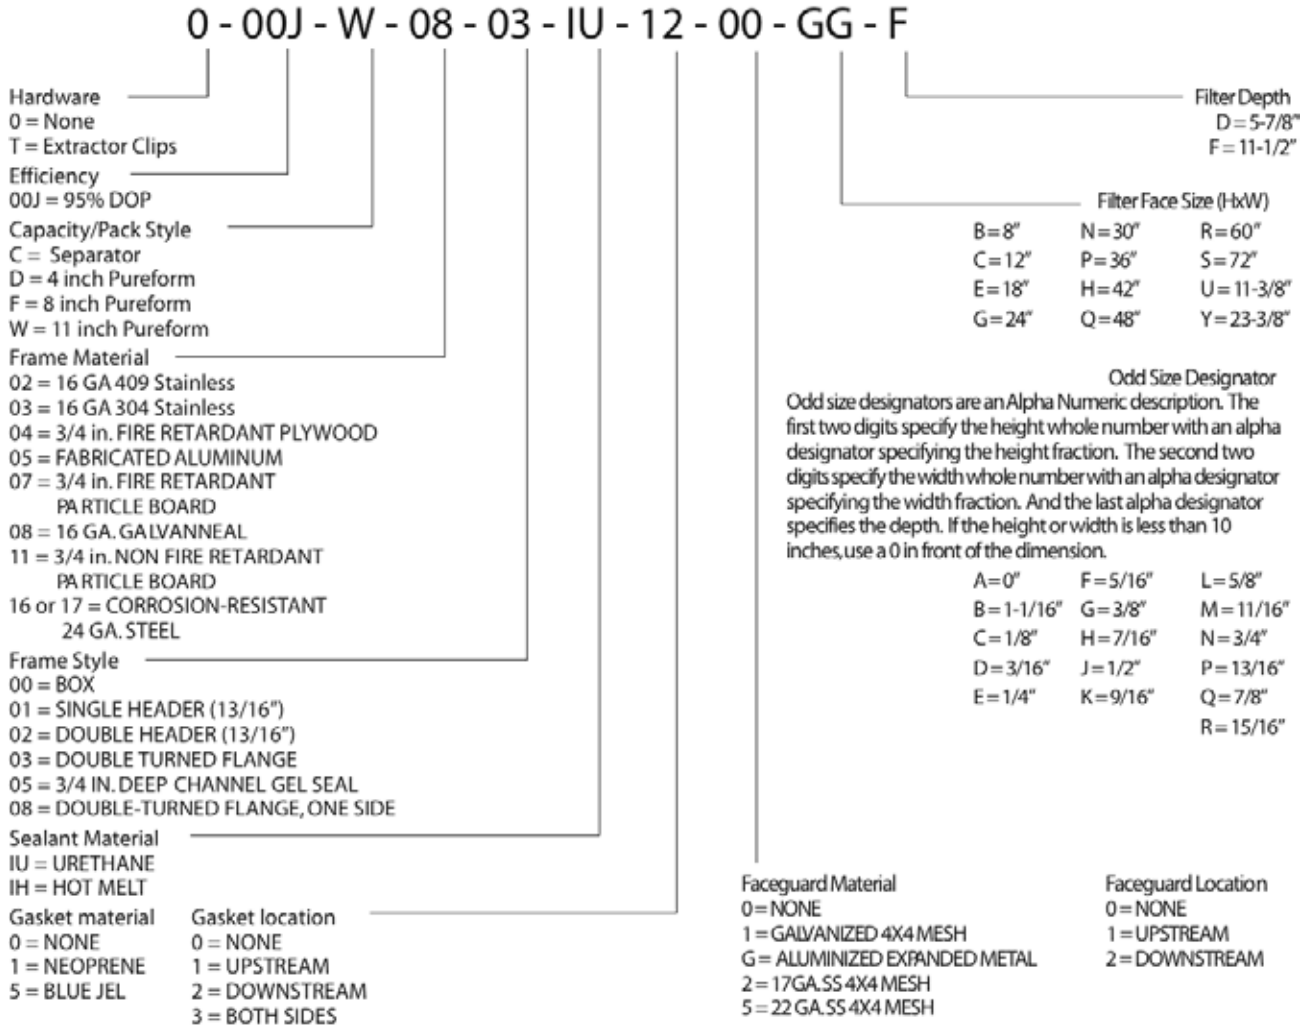 0 - 00J - W - 08 - 03 - IU - 12 - 00 - GG - F
Hardware
0 = None
T = Extractor Clips
Efficiency
00J = 95% DOP
Capacity/Pack Style
C = Separator
D = 4 inch Pureform
F = 8 inch Pureform
W = 11 inch Pureform
Frame Material
02 = 16 GA 409 Stainless
03 = 16 GA 304 Stainless
04 = 3/4 in. FIRE RETARDANT PLYWOOD
05 = FABRICATED ALUMINUM
07 = 3/4 in. FIRE RETARDANT
PARTICLE BOARD
08 = 16 GA. GALVANNEAL
11 = 3/4 in. NON FIRE RETARDANT
PARTICLE BOARD
16 or 17 = CORROSION-RESISTANT
24 GA. STEEL
Frame Style
00 = BOX
01 = SINGLE HEADER (13/16")
02 = DOUBLE HEADER (13/16")
03 = DOUBLE TURNED FLANGE
05 = 3/4 IN. DEEP CHANNEL GEL SEAL
08 = DOUBLE-TURNED FLANGE, ONE SIDE
Sealant Material
IU = URETHANE
IH = HOT MELT
Gasket material Gasket location
0 = NONE 0 = NONE
1 = NEOPRENE 1 = UPSTREAM
5 = BLUE JEL 2 = DOWNSTREAM
3 = BOTH SIDES
Filter Depth
D = 5-7/8"
F = 11-1/2"
Filter Face Size (HxW)
B = 8" N = 30" R = 60"
C = 12" P = 36" S = 72"
E = 18" H = 42" U = 11-3/8"
G = 24" Q = 48" Y = 23-3/8"
Odd Size Designator
Odd size designators are an Alpha Numeric description. The
first two digits specify the height whole number with an alpha
designator specifying the height fraction. The second two
digits specify the width whole number with an alpha designator
specifying the width fraction. And the last alpha designator
specifies the depth. If the height or width is less than 10
inches, use a 0 in front of the dimension.
A = 0" F = 5/16" L = 5/8"
B = 1-1/16" G = 3/8" M = 11/16"
C = 1/8" H = 7/16" N = 3/4"
D = 3/16" J = 1/2" P = 13/16"
E = 1/4" K = 9/16" Q = 7/8"
R = 15/16"
Faceguard Material Faceguard Location
0 = NONE 0 = NONE
1 = GALVANIZED 4X4 MESH 1 = UPSTREAM
G = ALUMINIZED EXPANDED METAL 2 = DOWNSTREAM
2 = 17GA. SS 4X4 MESH
5 = 22 GA. SS 4X4 MESH